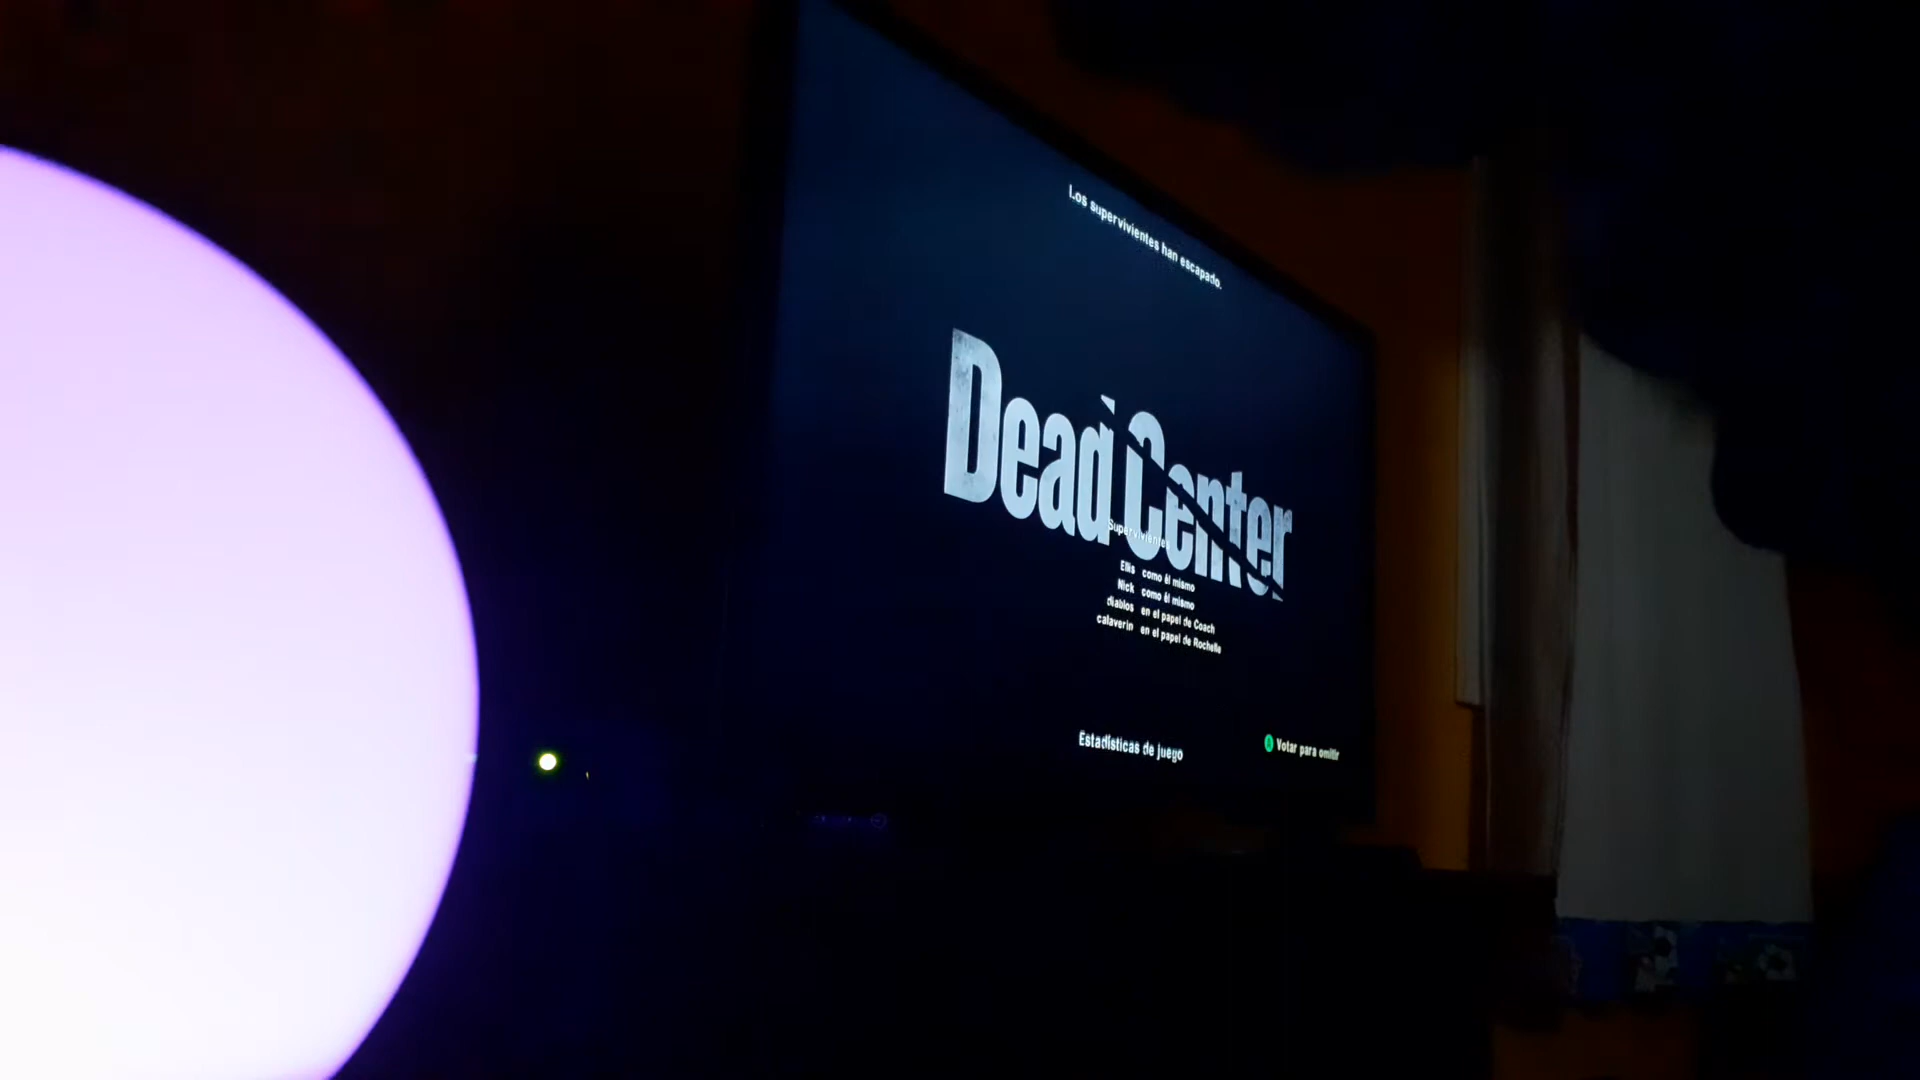 Los supervivientes han escapado.
Dead Center
Supervivientes
Ellis como él mismo
Nick como él mismo
diablos en el papel de Coach
calaverin en el papel de Rochelle
Estadísticas de juego
A Votar para omitir